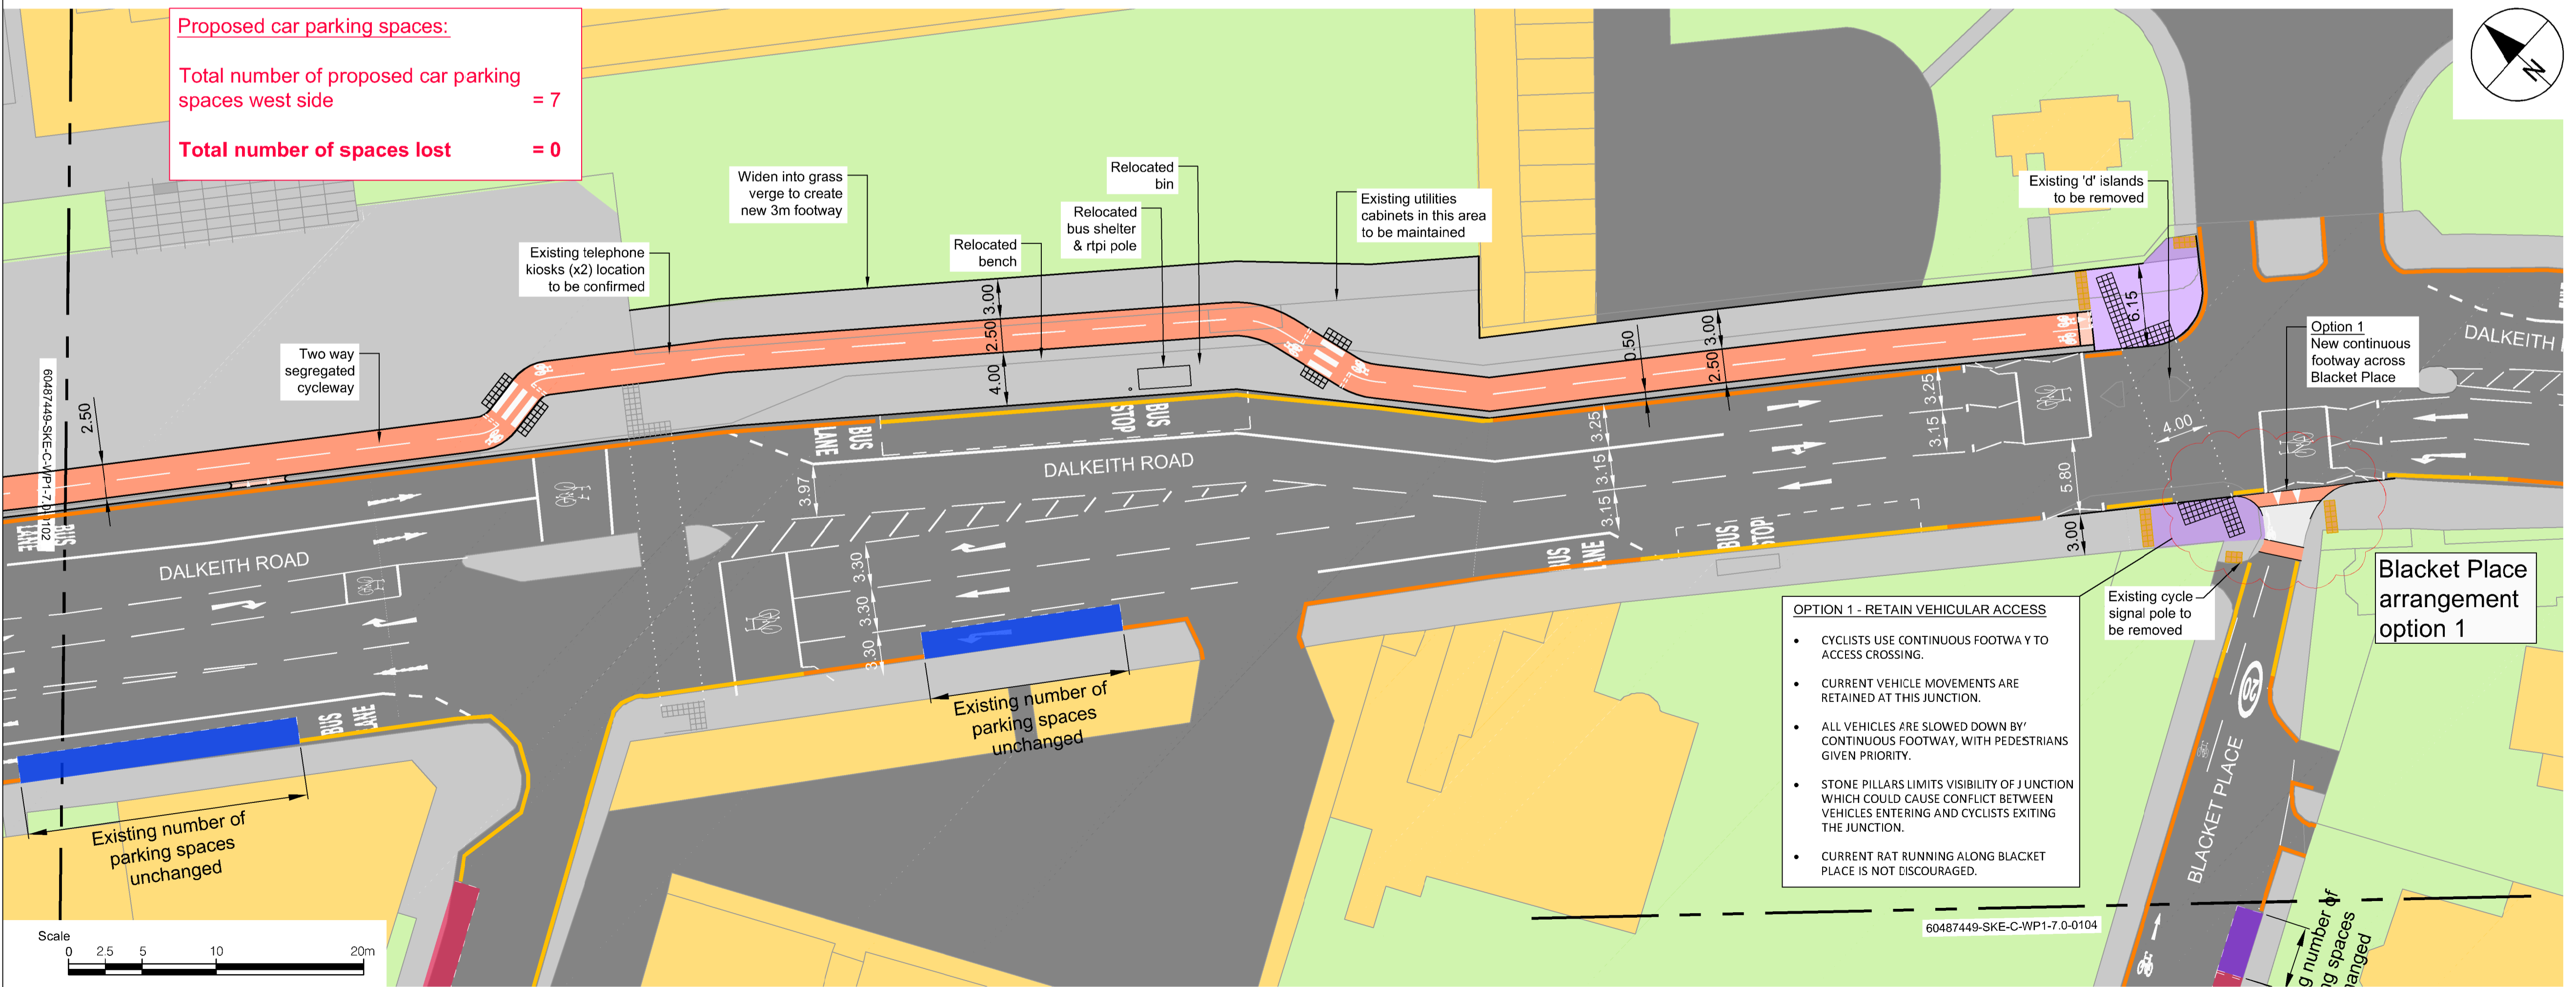 Proposed car parking spaces:
Total number of proposed car parking
spaces west side = 7
Total number of spaces lost = 0
N
Widen into grass
verge to create
new 3m footway
Relocated
bin
Relocated
bus shelter
& rtpi pole
Existing utilities
cabinets in this area
to be maintained
Existing 'd' islands
to be removed
Existing telephone
kiosks (x2) location
to be confirmed
Relocated
bench
Two way
segregated
cycleway
Option 1
New continuous
footway across
Blacket Place
60487449-SKE-C-WP1-7.0-0102
2.50
3.00
2.50
4.00
0.50
3.00
2.50
6.15
3.25
3.15
3.25
3.15
3.15
4.00
5.80
3.00
3.97
3.30
3.30
3.30
BUS
LANE
BUS
STOP
BUS
LANE
DALKEITH ROAD
DALKEITH ROAD
DALKEITH
BUS
LANE
BUS
STOP
BUS
LANE
Existing number of
parking spaces
unchanged
Existing number of
parking spaces
unchanged
OPTION 1 - RETAIN VEHICULAR ACCESS
• CYCLISTS USE CONTINUOUS FOOTWAY TO
ACCESS CROSSING.
• CURRENT VEHICLE MOVEMENTS ARE
RETAINED AT THIS JUNCTION.
• ALL VEHICLES ARE SLOWED DOWN BY'
CONTINUOUS FOOTWAY, WITH PEDESTRIANS
GIVEN PRIORITY.
• STONE PILLARS LIMITS VISIBILITY OF JUNCTION
WHICH COULD CAUSE CONFLICT BETWEEN
VEHICLES ENTERING AND CYCLISTS EXITING
THE JUNCTION.
• CURRENT RAT RUNNING ALONG BLACKET
PLACE IS NOT DISCOURAGED.
Existing cycle
signal pole to
be removed
Blacket Place
arrangement
option 1
20
BLACKET PLACE
60487449-SKE-C-WP1-7.0-0104
g number of
ng spaces
hanged
Scale
0 2.5 5 10 20m